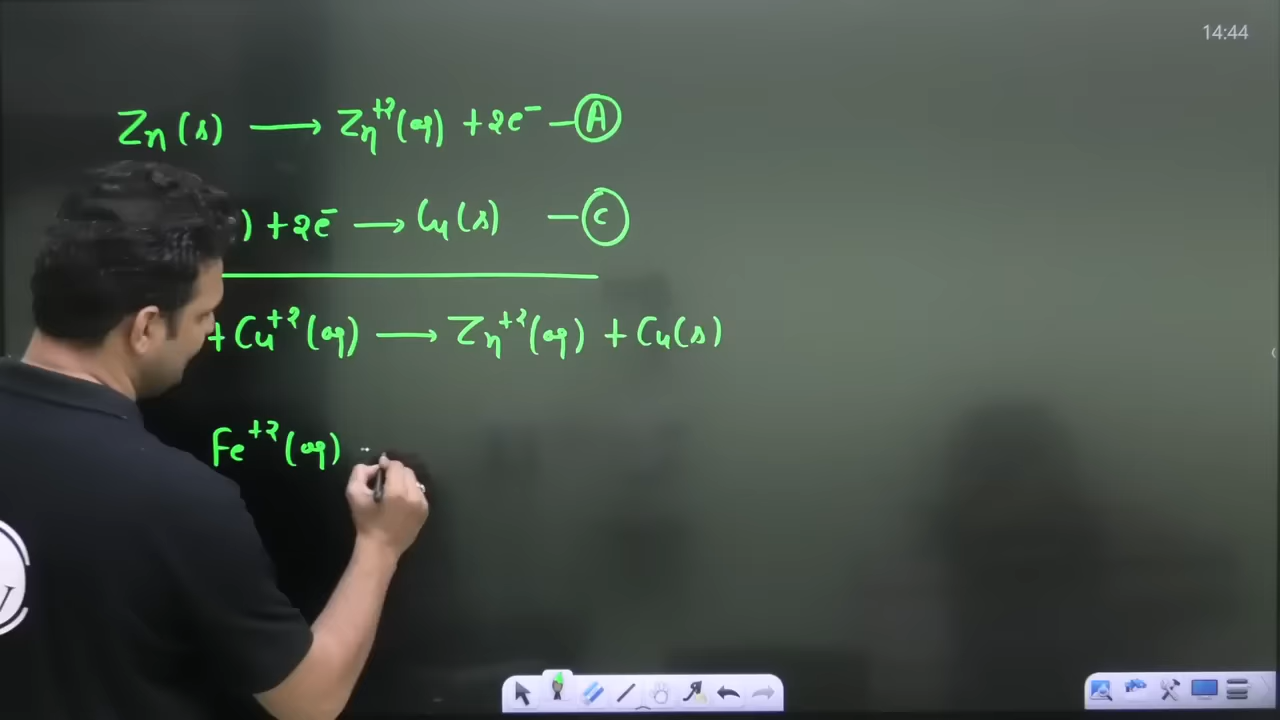 14:44
Zn(s) ⟶ Zn⁺²(aq) + 2e⁻ — Ⓐ
) + 2e⁻ ⟶ Cu(s) — Ⓒ
+ Cu⁺²(aq) ⟶ Zn⁺²(aq) + Cu(s)
Fe⁺²(aq)